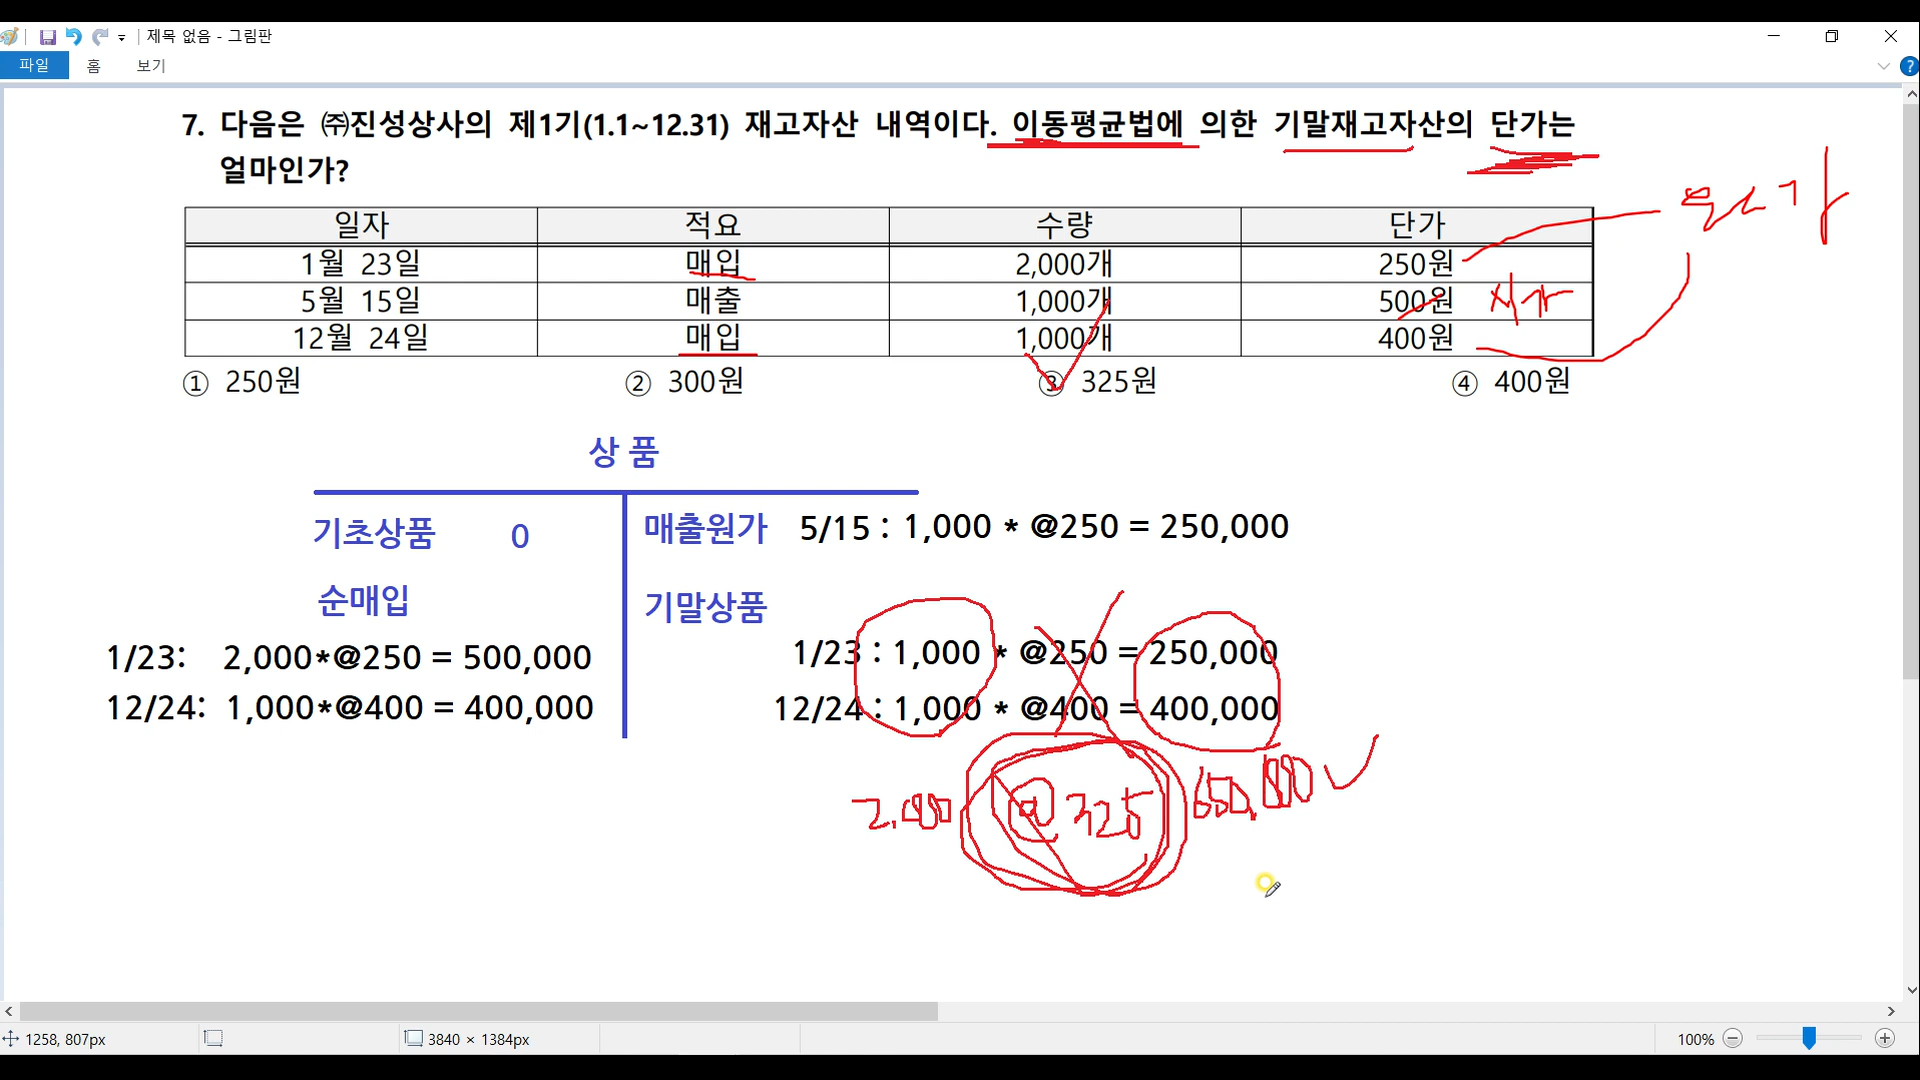 제목 없음 - 그림판
파일 홈 보기
7. 다음은 ㈜진성상사의 제1기(1.1~12.31) 재고자산 내역이다. 이동평균법에 의한 기말재고자산의 단가는
얼마인가?
일자 적요 수량 단가
1월 23일 매입 2,000개 250원
5월 15일 매출 1,000개 500원 시가
12월 24일 매입 1,000개 400원
원가
① 250원 ② 300원 ③ 325원 ④ 400원
상 품
기초상품 0 매출원가 5/15 : 1,000 * @250 = 250,000
순매입 기말상품
1/23: 2,000*@250 = 500,000 1/23 : 1,000 * @250 = 250,000
12/24: 1,000*@400 = 400,000 12/24 : 1,000 * @400 = 400,000
2,000 @ 325 650,000
1258, 807px 3840 × 1384px 100%